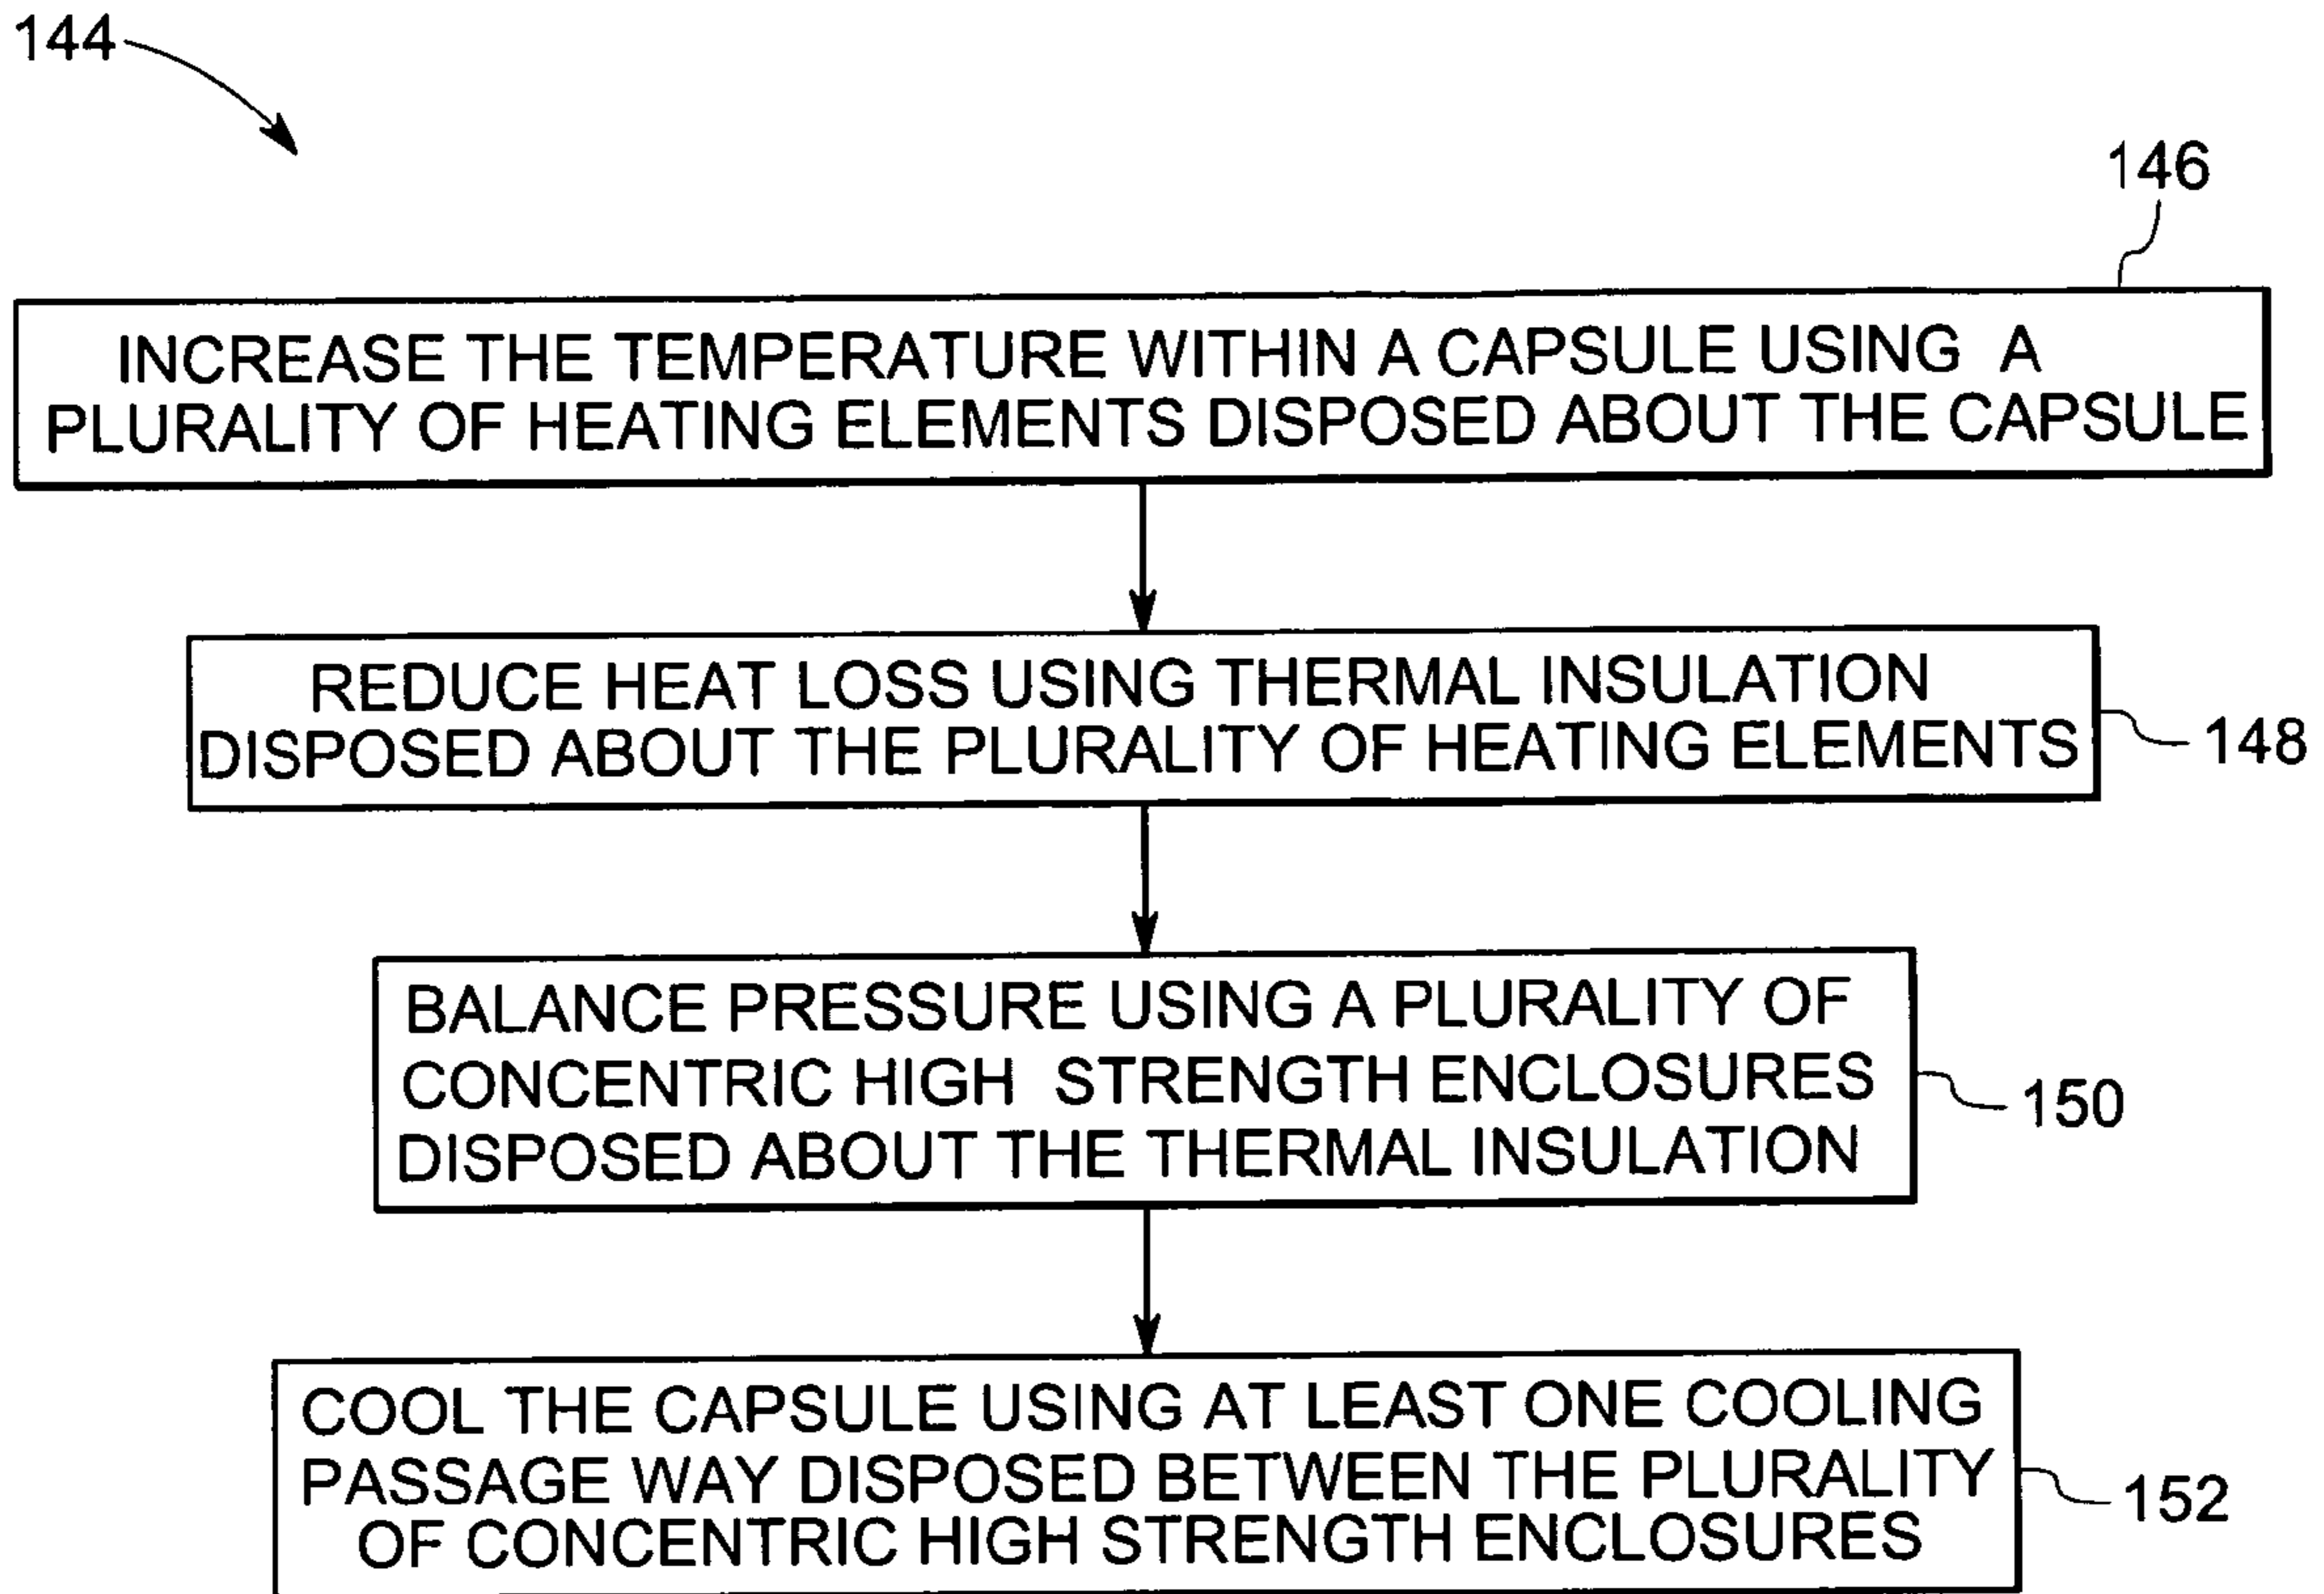 144
146
INCREASE THE TEMPERATURE WITHIN A CAPSULE USING A
PLURALITY OF HEATING ELEMENTS DISPOSED ABOUT THE CAPSULE
REDUCE HEAT LOSS USING THERMAL INSULATION
DISPOSED ABOUT THE PLURALITY OF HEATING ELEMENTS
148
BALANCE PRESSURE USING A PLURALITY OF
CONCENTRIC HIGH STRENGTH ENCLOSURES
DISPOSED ABOUT THE THERMAL INSULATION
150
COOL THE CAPSULE USING AT LEAST ONE COOLING
PASSAGE WAY DISPOSED BETWEEN THE PLURALITY
OF CONCENTRIC HIGH STRENGTH ENCLOSURES
152